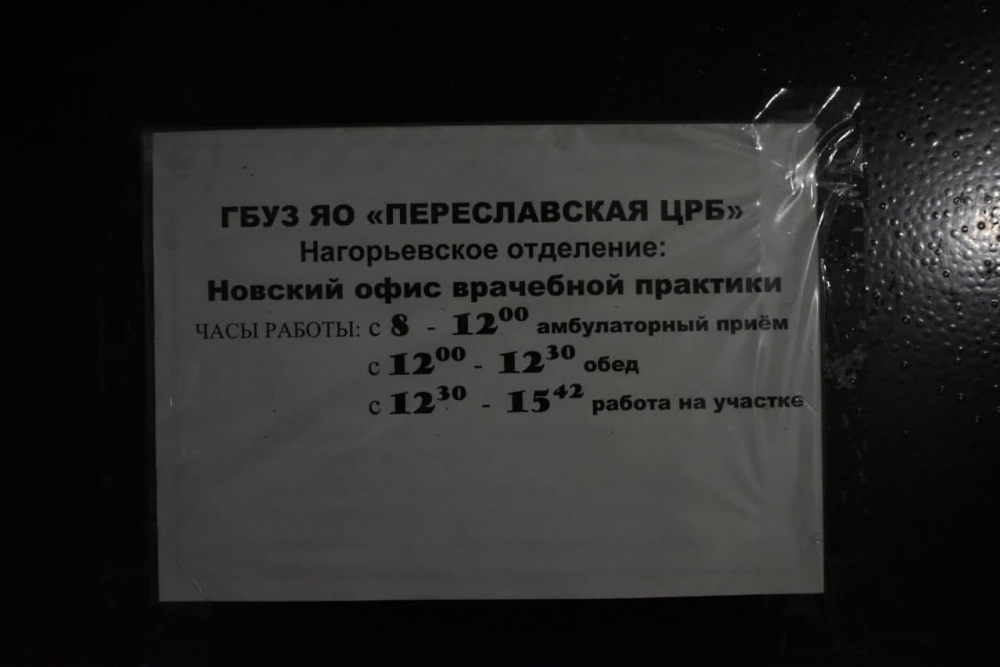 ГБУЗ ЯО «ПЕРЕСЛАВСКАЯ ЦРБ»
Нагорьевское отделение:
Новский офис врачебной практики
ЧАСЫ РАБОТЫ: с 8 - 12⁰⁰ амбулаторный приём
с 12⁰⁰ - 12³⁰ обед
с 12³⁰ - 15⁴² работа на участке